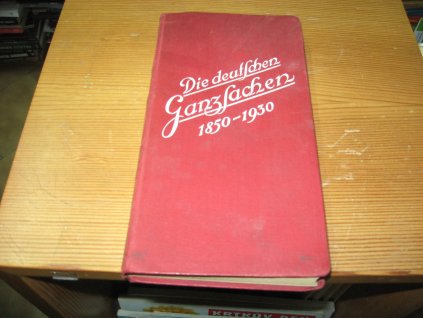 Die deutſchen
Ganzſachen
1850-1930